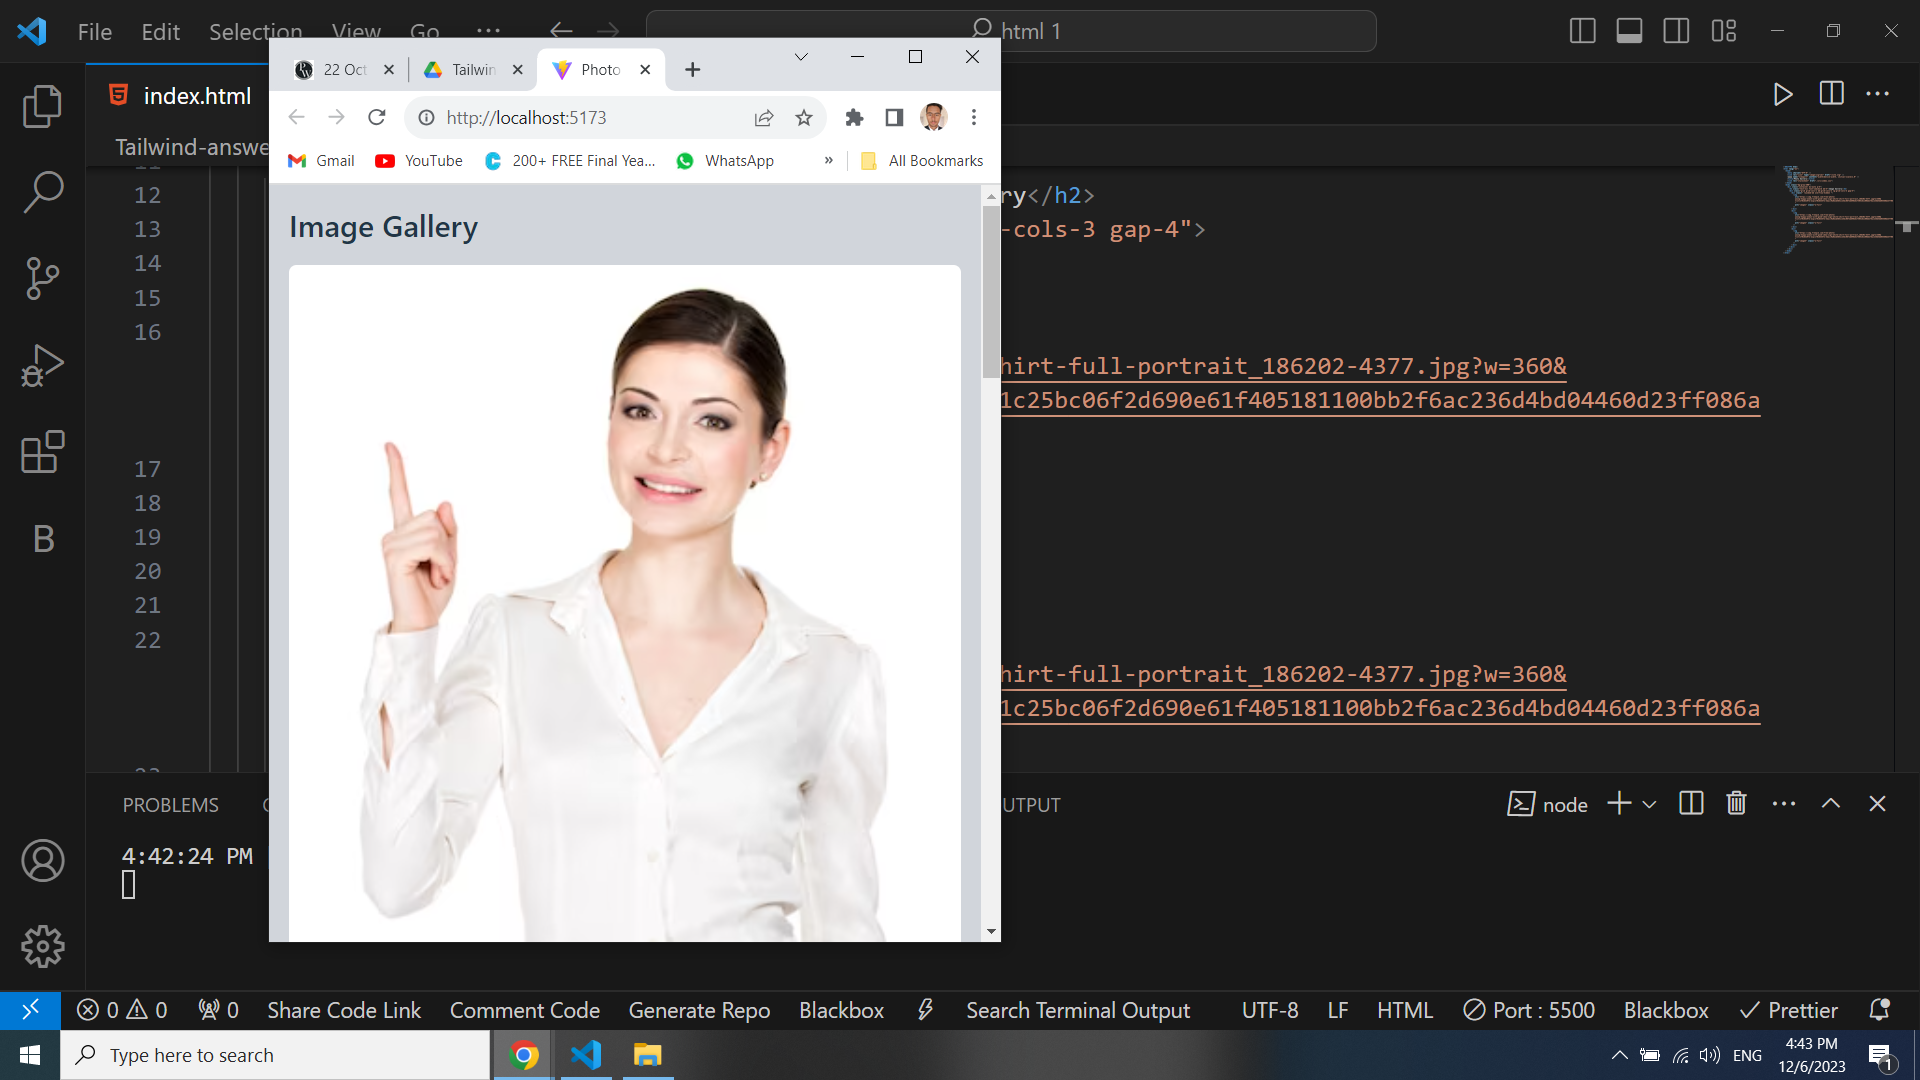 File Edit Selection View Go ··· html 1
index.html
Tailwind-answe
22 Oct
Tailwin
Photo
http://localhost:5173
Gmail YouTube 200+ FREE Final Yea... WhatsApp » All Bookmarks
Image Gallery
12 ry</h2>
13 -cols-3 gap-4">
14
15
16
hirt-full-portrait_186202-4377.jpg?w=360&
1c25bc06f2d690e61f405181100bb2f6ac236d4bd04460d23ff086a
17
18
19
20
21
22
hirt-full-portrait_186202-4377.jpg?w=360&
1c25bc06f2d690e61f405181100bb2f6ac236d4bd04460d23ff086a
B
PROBLEMS UTPUT node
4:42:24 PM
0 0 0 Share Code Link Comment Code Generate Repo Blackbox Search Terminal Output UTF-8 LF HTML Port : 5500 Blackbox Prettier
Type here to search
ENG
4:43 PM
12/6/2023
1